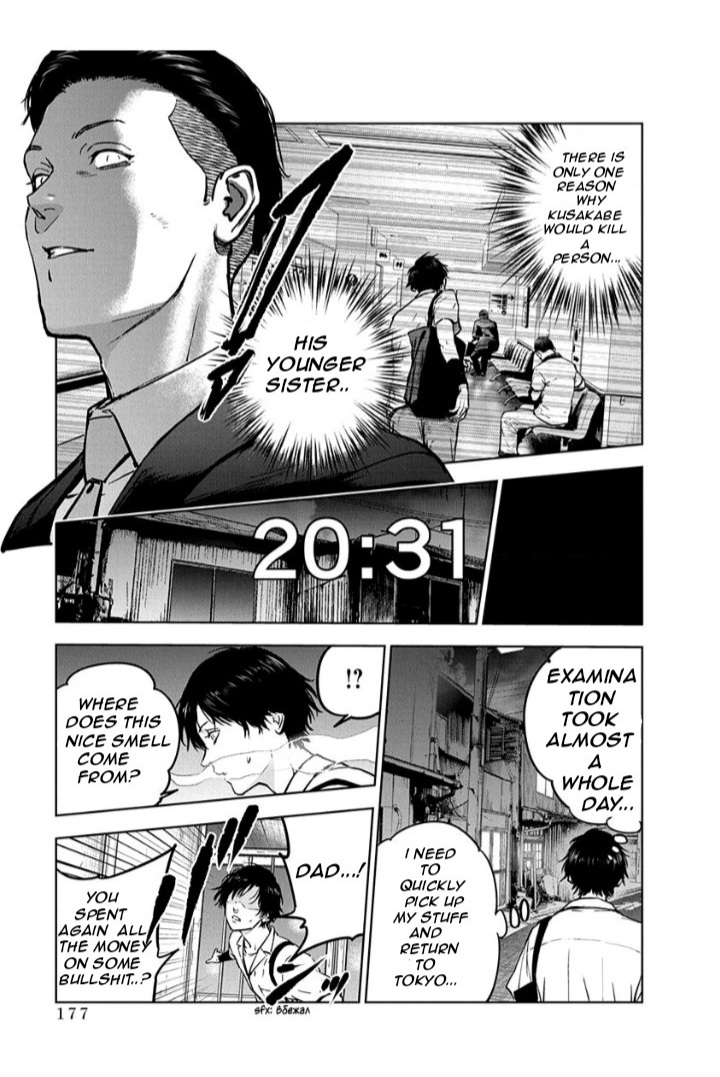 THERE IS
ONLY ONE
REASON
WHY
KUSAKABE
WOULD KILL
A
PERSON...
HIS
YOUNGER
SISTER..
20:31
EXAMINA
TION
TOOK
ALMOST
A
WHOLE
DAY...
I NEED
TO
QUICKLY
PICK UP
MY STUFF
AND
RETURN
TO
TOKYO...
!?
WHERE
DOES THIS
NICE SMELL
COME
FROM?
DAD...!
YOU
SPENT
AGAIN ALL
THE MONEY
ON SOME
BULLSHIT..?
sfx: вбежал
177